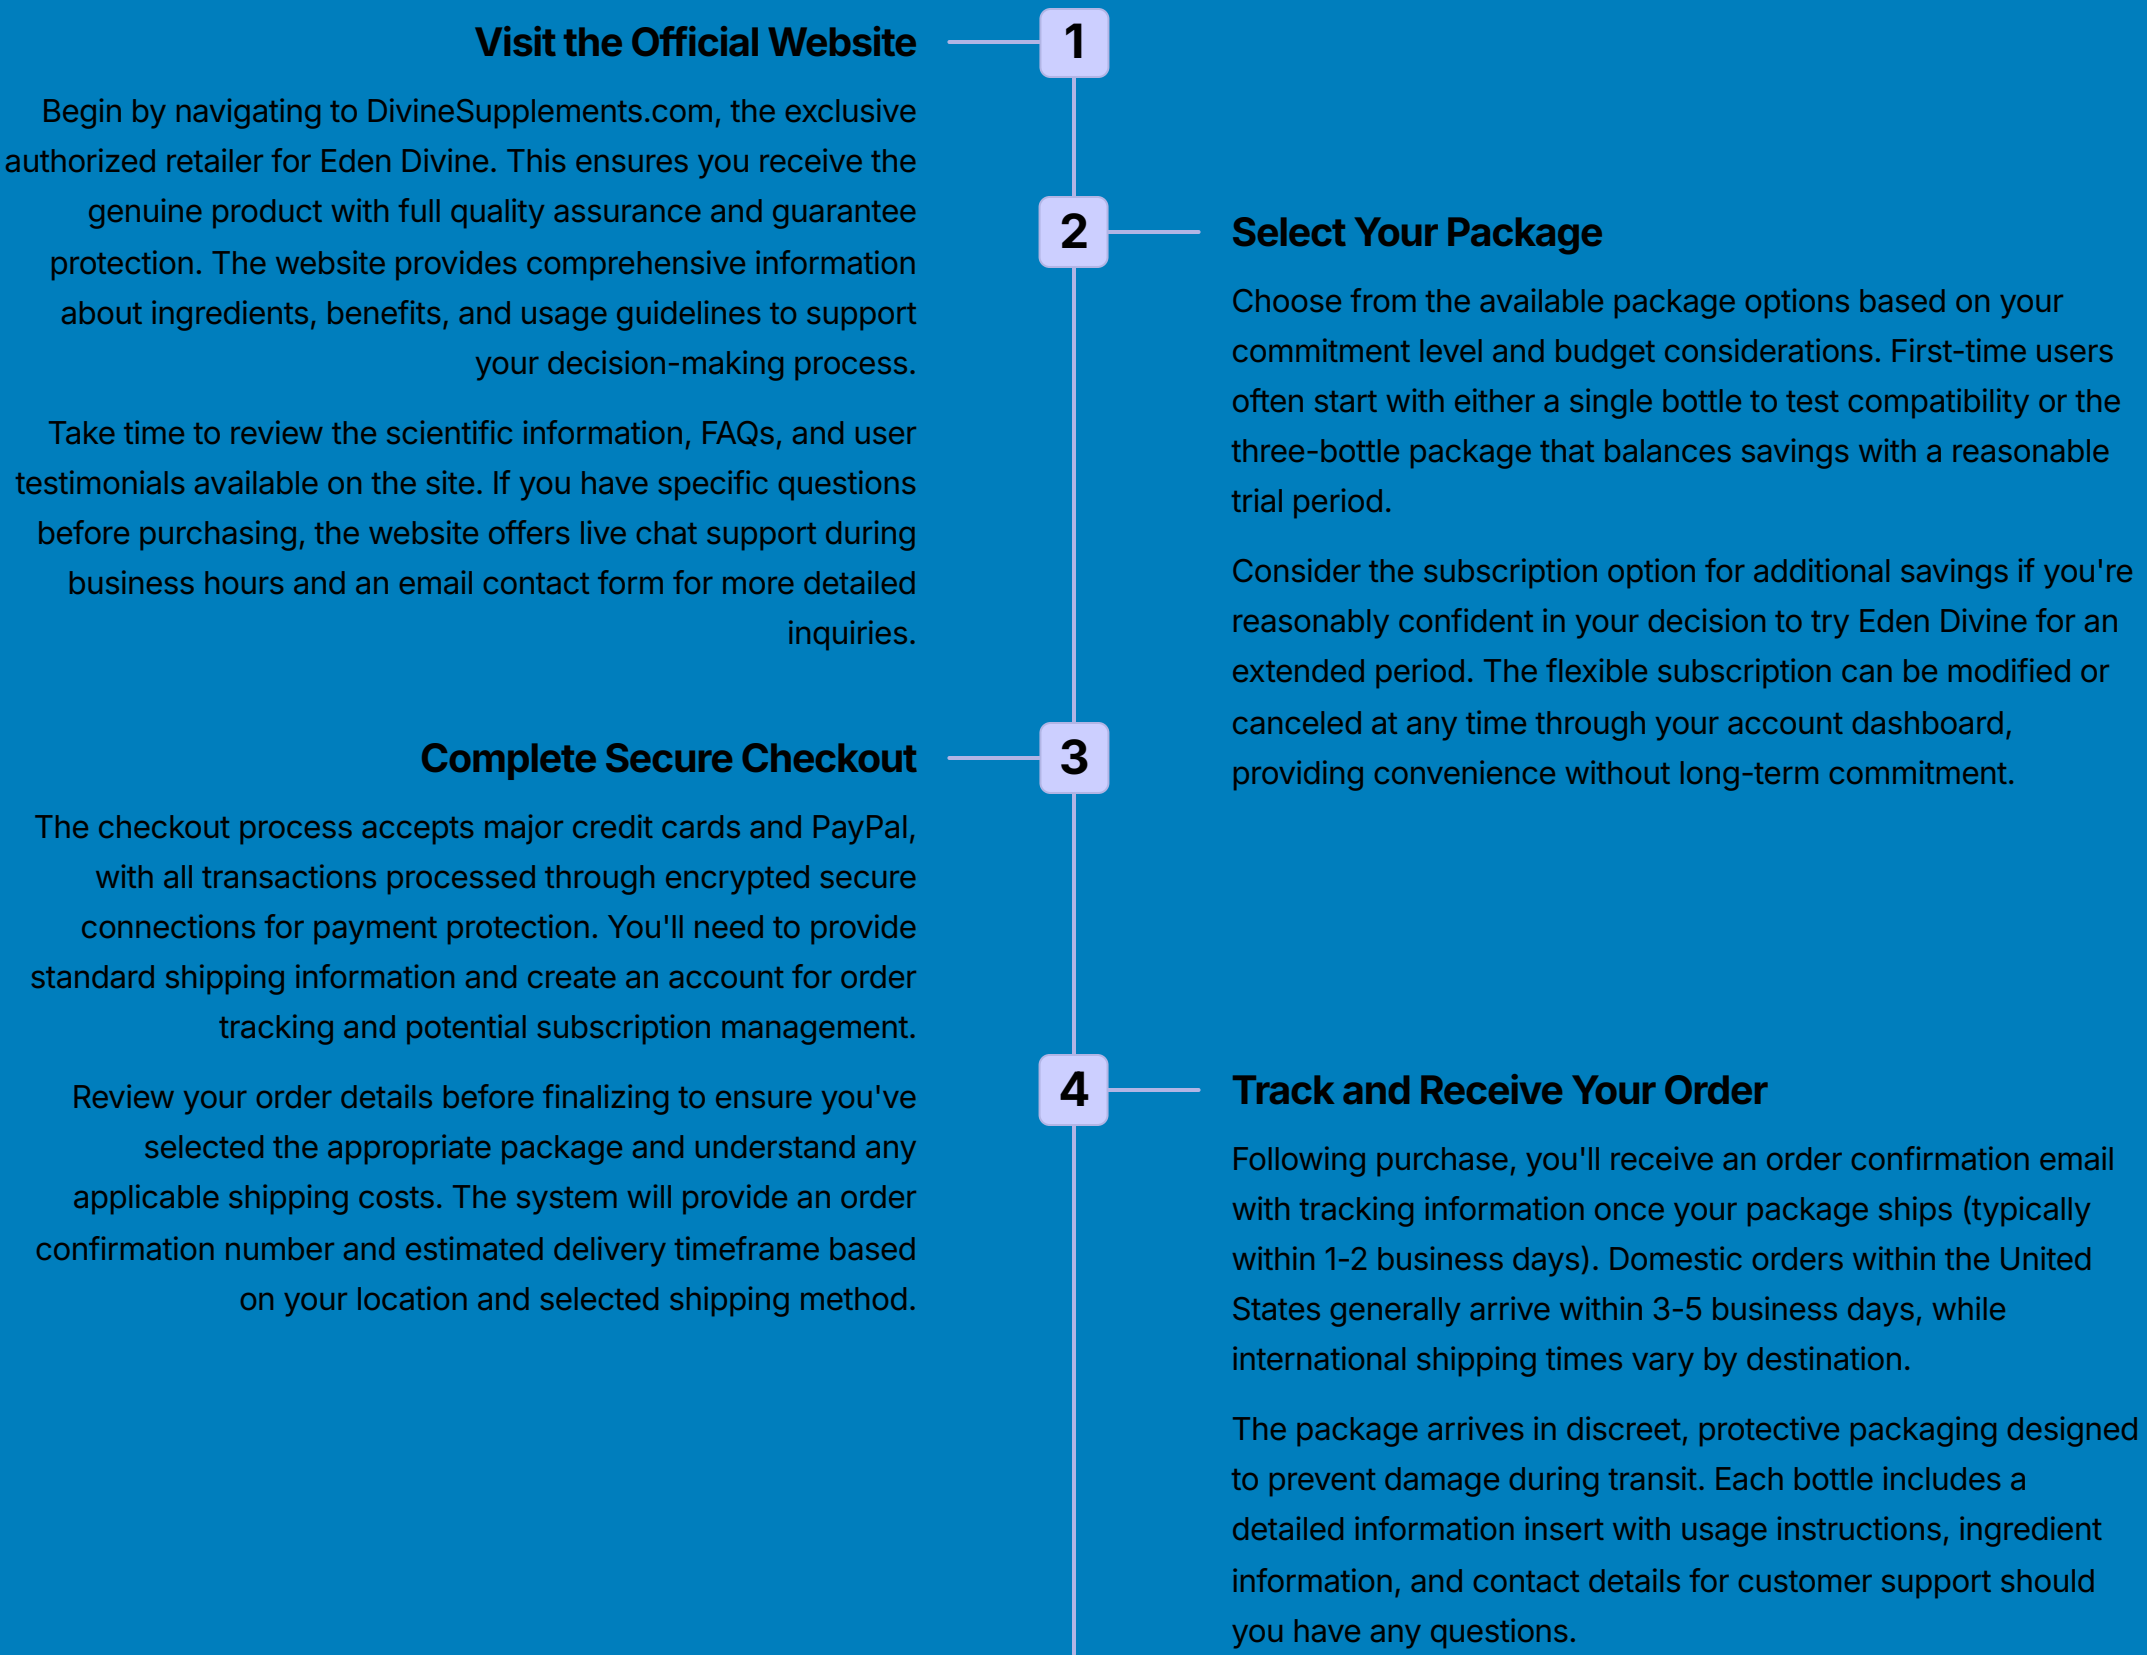 1
Visit the Official Website
Begin by navigating to DivineSupplements.com, the exclusive
authorized retailer for Eden Divine. This ensures you receive the
genuine product with full quality assurance and guarantee
protection. The website provides comprehensive information
about ingredients, benefits, and usage guidelines to support
your decision-making process.
Take time to review the scientific information, FAQs, and user
testimonials available on the site. If you have specific questions
before purchasing, the website offers live chat support during
business hours and an email contact form for more detailed
inquiries.
2
Select Your Package
Choose from the available package options based on your
commitment level and budget considerations. First-time users
often start with either a single bottle to test compatibility or the
three-bottle package that balances savings with a reasonable
trial period.
Consider the subscription option for additional savings if you're
reasonably confident in your decision to try Eden Divine for an
extended period. The flexible subscription can be modified or
canceled at any time through your account dashboard,
providing convenience without long-term commitment.
3
Complete Secure Checkout
The checkout process accepts major credit cards and PayPal,
with all transactions processed through encrypted secure
connections for payment protection. You'll need to provide
standard shipping information and create an account for order
tracking and potential subscription management.
Review your order details before finalizing to ensure you've
selected the appropriate package and understand any
applicable shipping costs. The system will provide an order
confirmation number and estimated delivery timeframe based
on your location and selected shipping method.
4
Track and Receive Your Order
Following purchase, you'll receive an order confirmation email
with tracking information once your package ships (typically
within 1-2 business days). Domestic orders within the United
States generally arrive within 3-5 business days, while
international shipping times vary by destination.
The package arrives in discreet, protective packaging designed
to prevent damage during transit. Each bottle includes a
detailed information insert with usage instructions, ingredient
information, and contact details for customer support should
you have any questions.